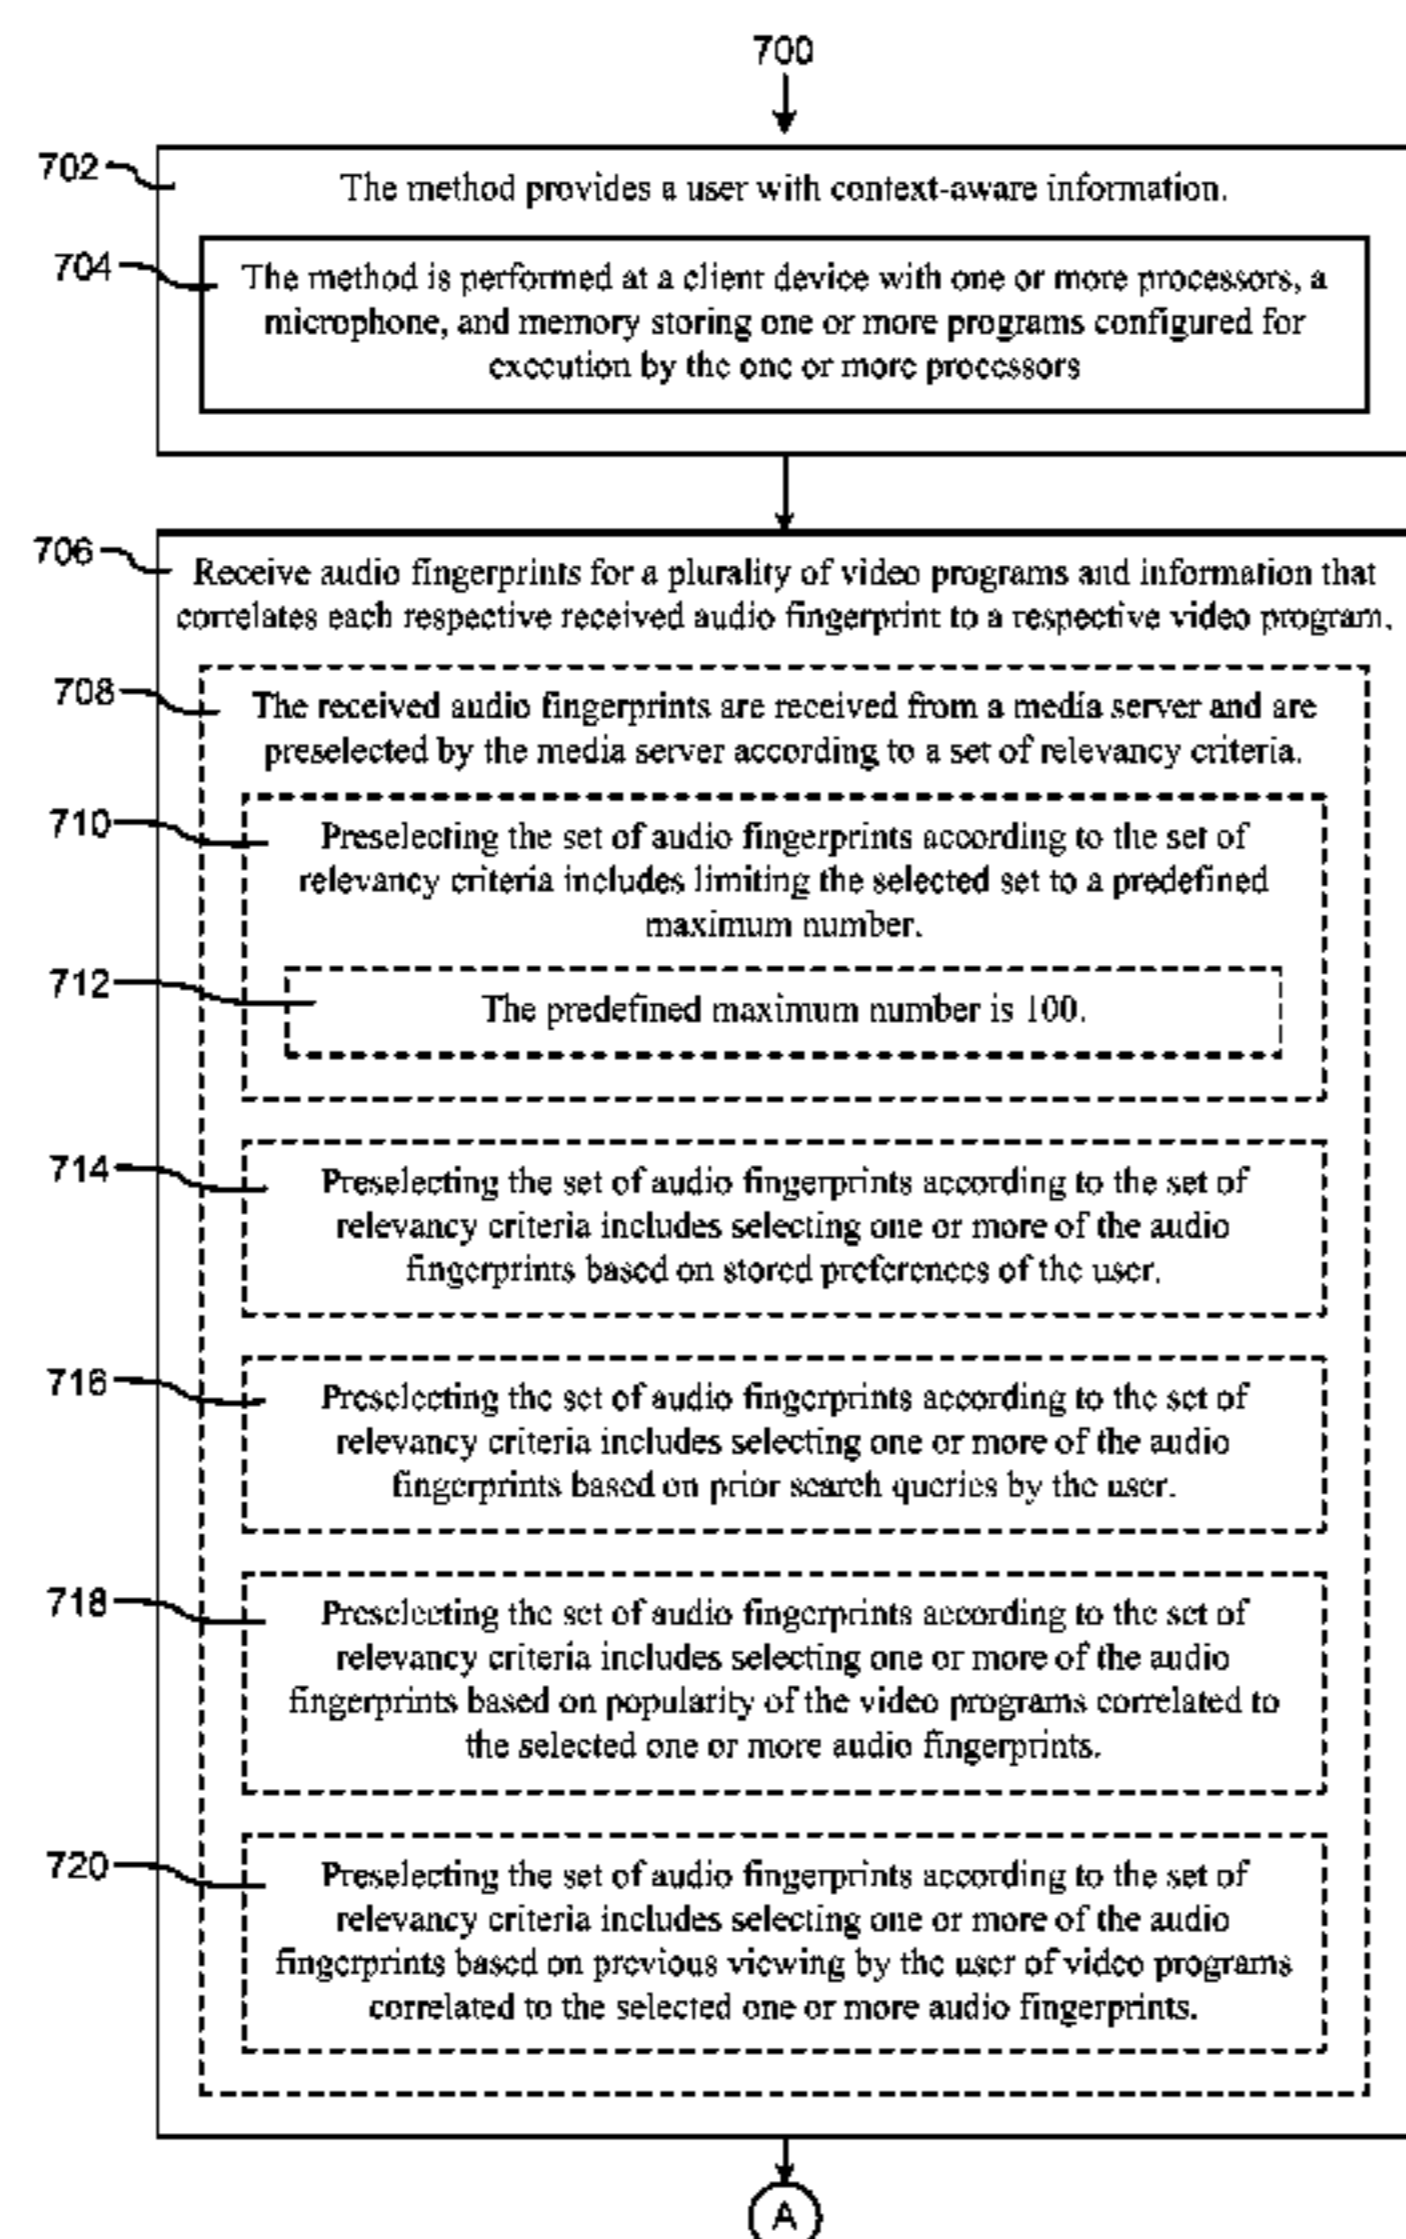 700
702
The method provides a user with context-aware information.
704
The method is performed at a client device with one or more processors, a
microphone, and memory storing one or more programs configured for
execution by the one or more processors
706
Receive audio fingerprints for a plurality of video programs and information that
correlates each respective received audio fingerprint to a respective video program.
708
The received audio fingerprints are received from a media server and are
preselected by the media server according to a set of relevancy criteria.
710
Preselecting the set of audio fingerprints according to the set of
relevancy criteria includes limiting the selected set to a predefined
maximum number.
712
The predefined maximum number is 100.
714
Preselecting the set of audio fingerprints according to the set of
relevancy criteria includes selecting one or more of the audio
fingerprints based on stored preferences of the user.
716
Preselecting the set of audio fingerprints according to the set of
relevancy criteria includes selecting one or more of the audio
fingerprints based on prior search queries by the user.
718
Preselecting the set of audio fingerprints according to the set of
relevancy criteria includes selecting one or more of the audio
fingerprints based on popularity of the video programs correlated to
the selected one or more audio fingerprints.
720
Preselecting the set of audio fingerprints according to the set of
relevancy criteria includes selecting one or more of the audio
fingerprints based on previous viewing by the user of video programs
correlated to the selected one or more audio fingerprints.
A